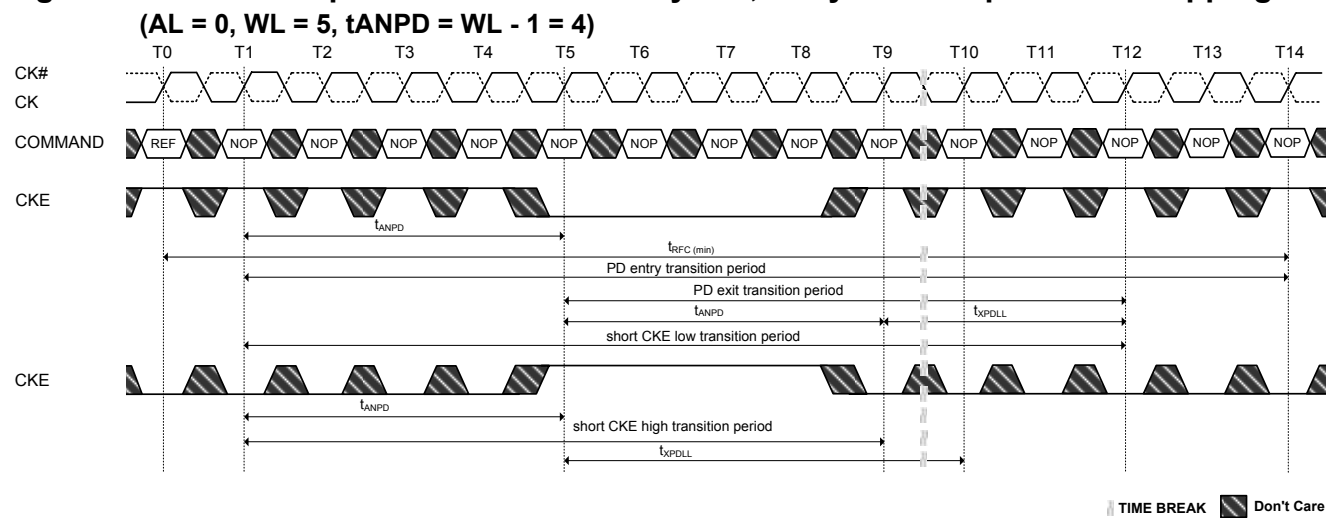 (AL = 0, WL = 5, tANPD = WL - 1 = 4)
T0 T1 T2 T3 T4 T5 T6 T7 T8 T9 T10 T11 T12 T13 T14
CK#
CK
COMMAND REF NOP NOP NOP NOP NOP NOP NOP NOP NOP NOP NOP NOP NOP NOP
CKE
tANPD
tRFC (min)
PD entry transition period
PD exit transition period
tANPD tXPDLL
short CKE low transition period
CKE
tANPD
short CKE high transition period
tXPDLL
TIME BREAK Don't Care